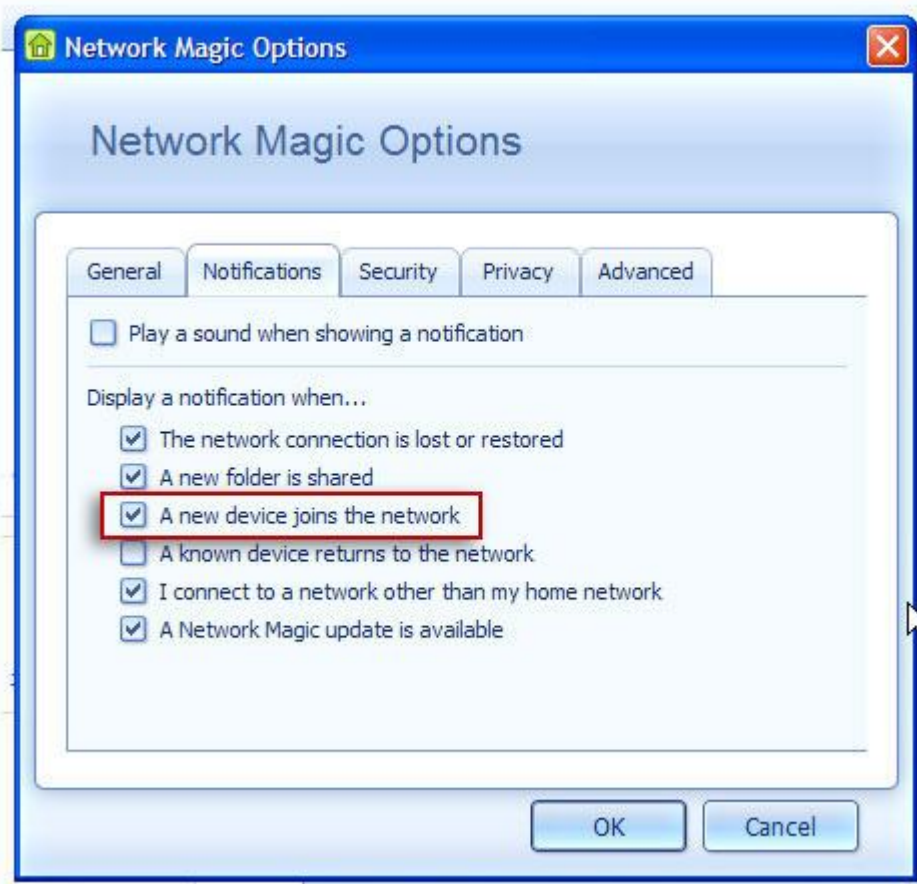 Network Magic Options
Network Magic Options
General Notifications Security Privacy Advanced
Play a sound when showing a notification
Display a notification when...
The network connection is lost or restored
A new folder is shared
A new device joins the network
A known device returns to the network
I connect to a network other than my home network
A Network Magic update is available
OK Cancel